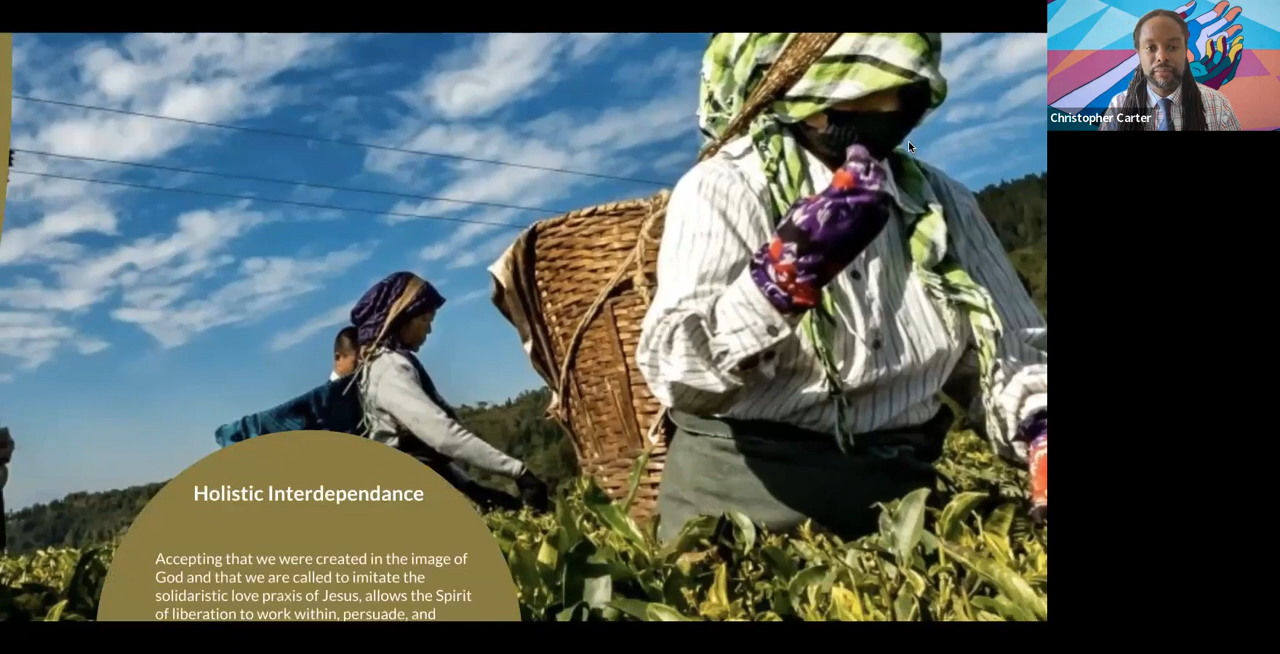 Christopher Carter
Holistic Interdependance
Accepting that we were created in the image of
God and that we are called to imitate the
solidaristic love praxis of Jesus, allows the Spirit
of liberation to work within, persuade, and